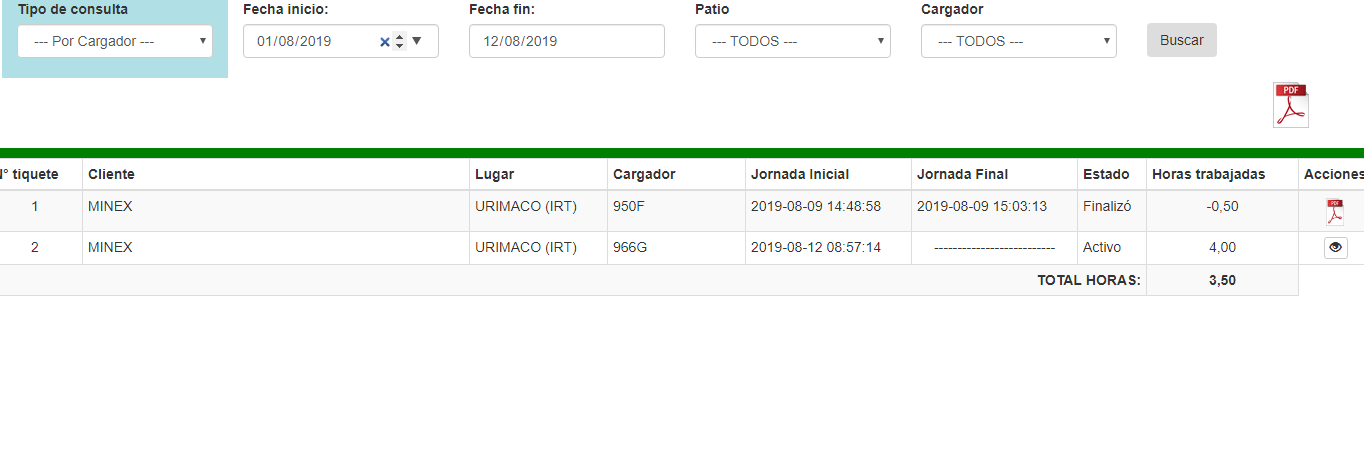 Tipo de consulta Fecha inicio: Fecha fin: Patio Cargador
--- Por Cargador --- 01/08/2019 12/08/2019 --- TODOS --- --- TODOS --- Buscar
PDF
N° tiquete Cliente Lugar Cargador Jornada Inicial Jornada Final Estado Horas trabajadas Acciones
1 MINEX URIMACO (IRT) 950F 2019-08-09 14:48:58 2019-08-09 15:03:13 Finalizó -0,50 PDF
2 MINEX URIMACO (IRT) 966G 2019-08-12 08:57:14 -------------------------- Activo 4,00
TOTAL HORAS: 3,50